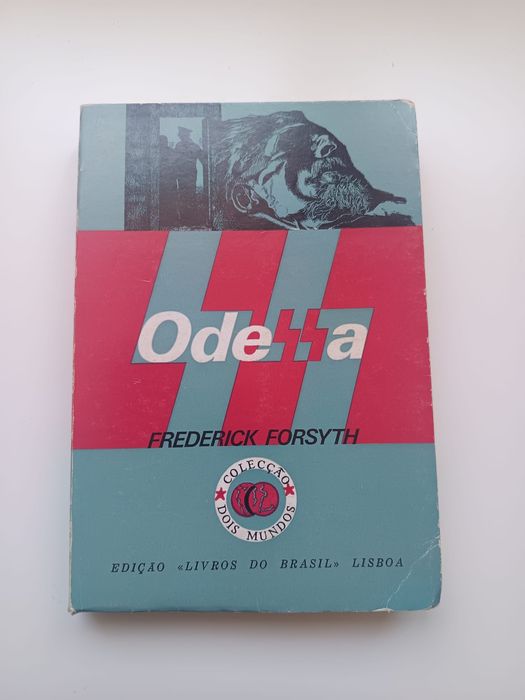 Odessa
FREDERICK FORSYTH
COLECÇÃO
DOIS MUNDOS
EDIÇÃO «LIVROS DO BRASIL» LISBOA